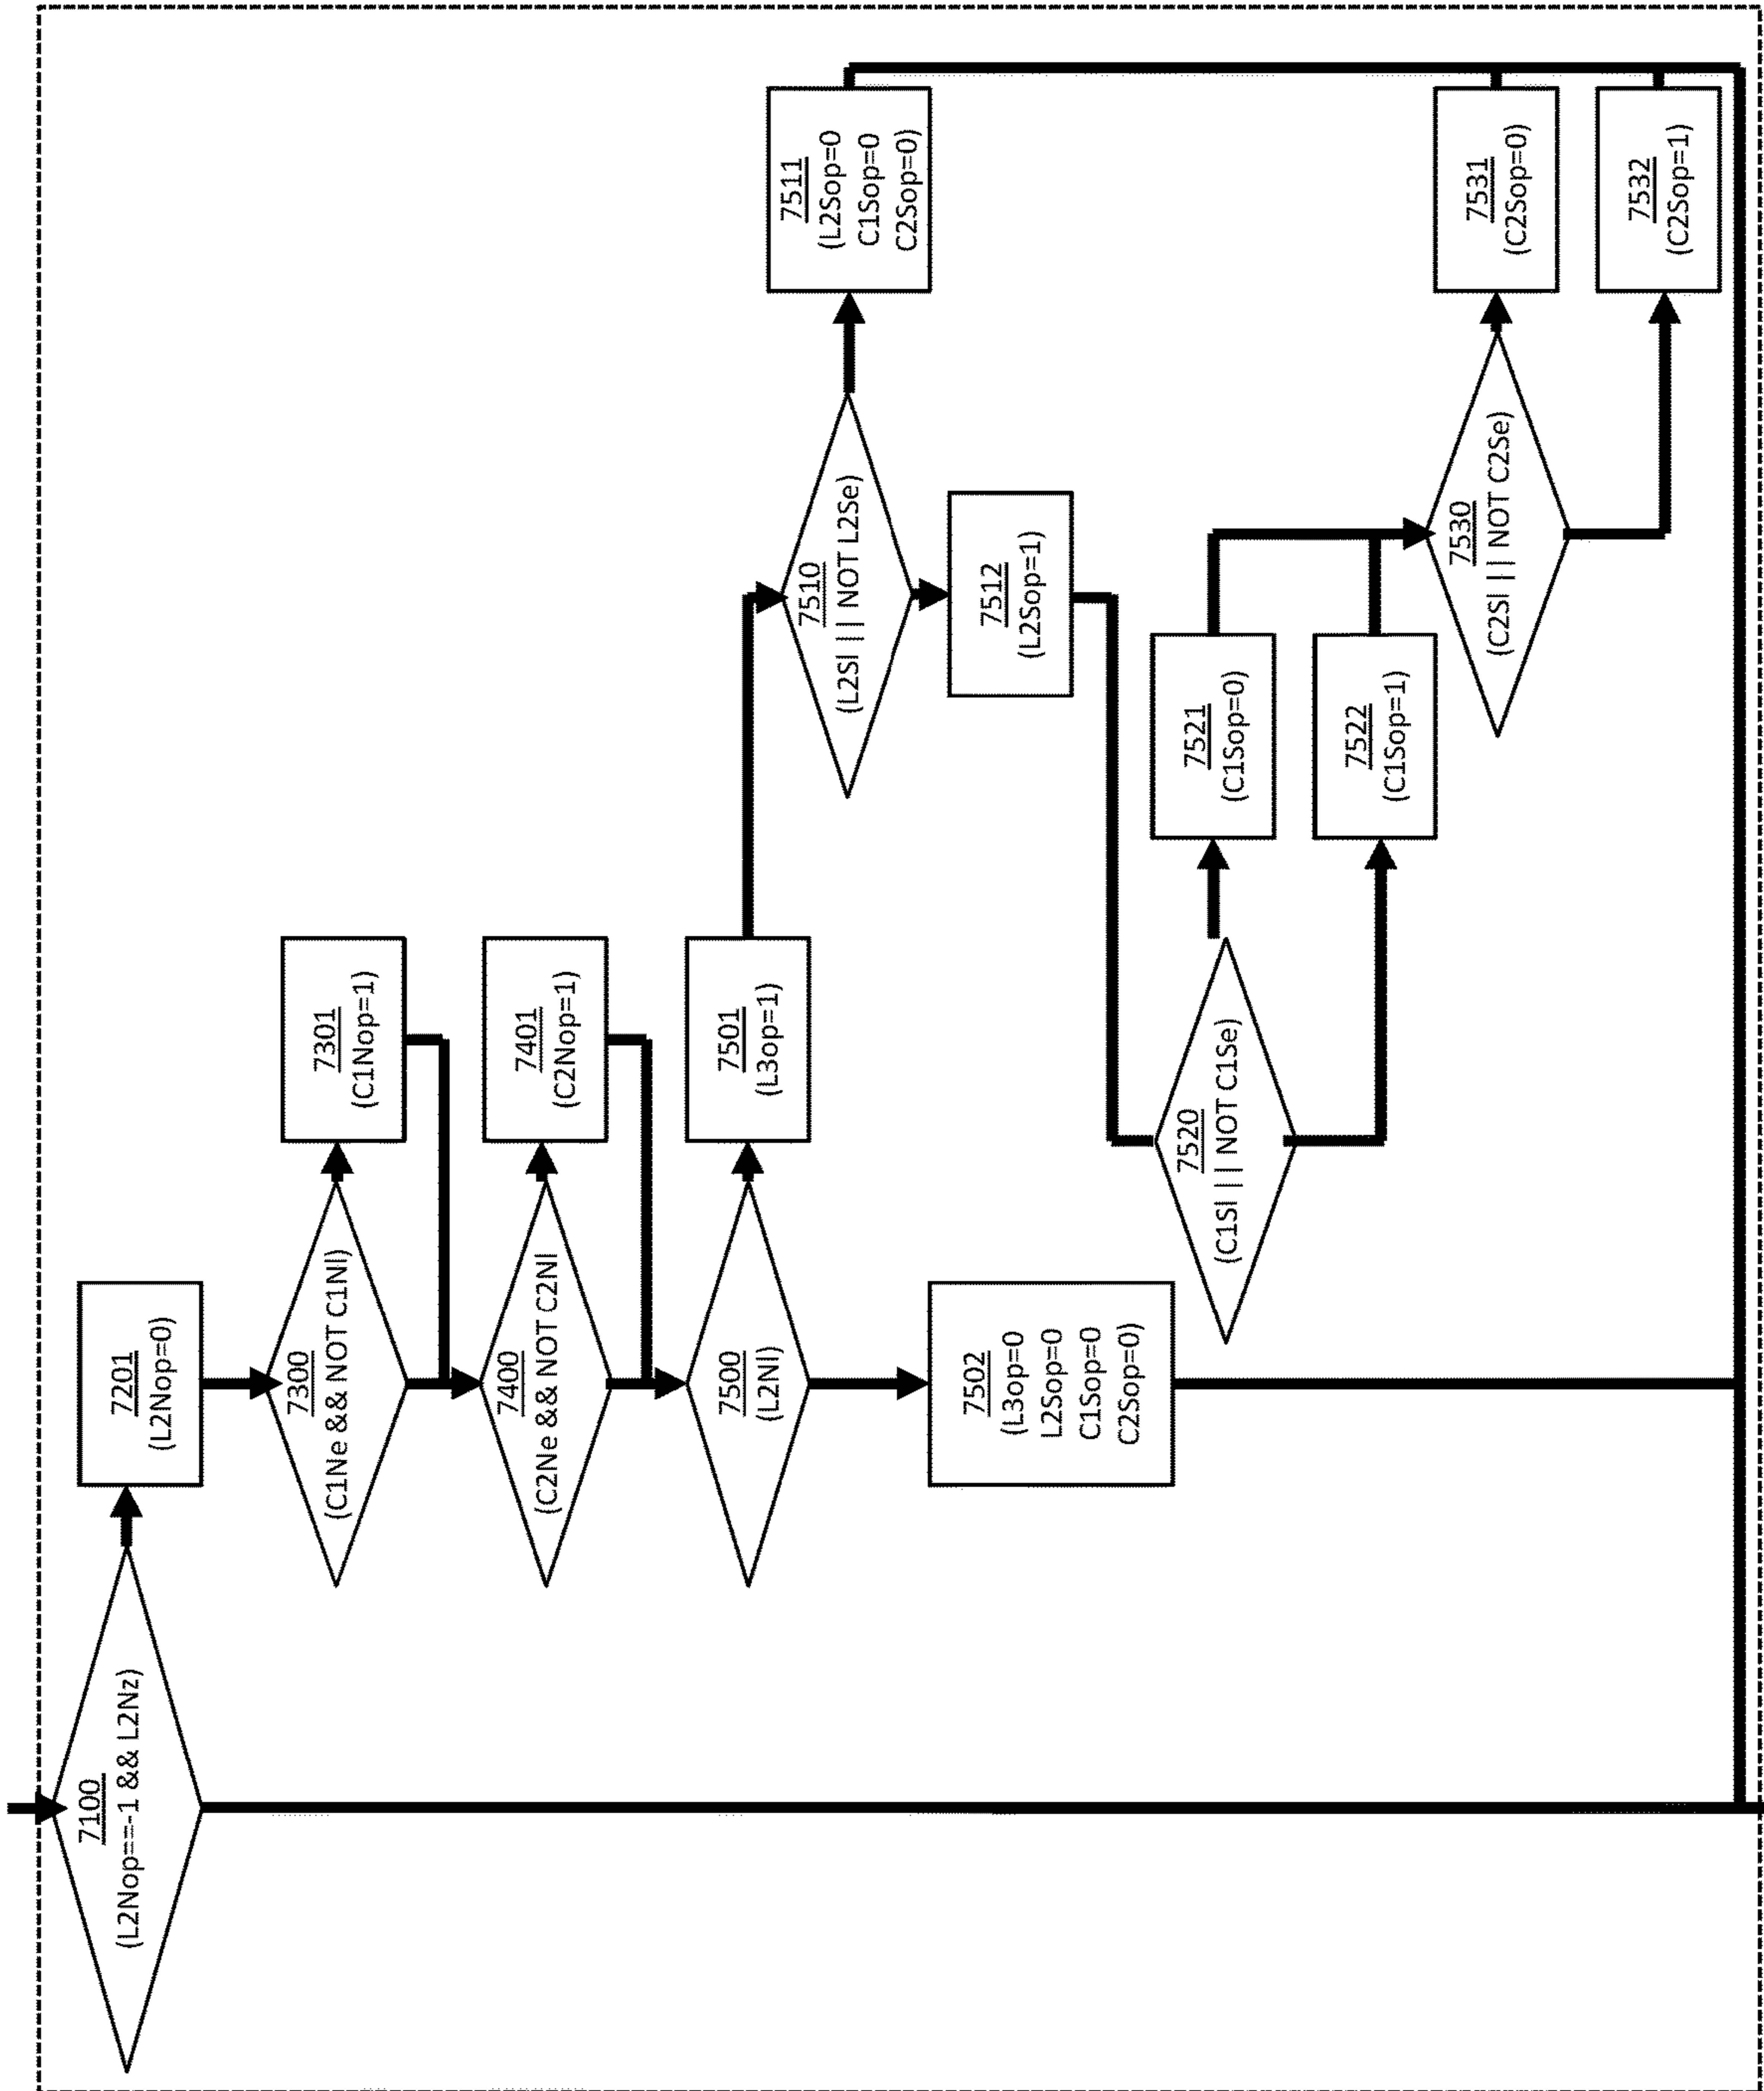 7100
(L2Nop==-1 && L2Nz)
7201
(L2Nop=0)
7300
(C1Ne && NOT C1Nl)
7301
(C1Nop=1)
7400
(C2Ne && NOT C2Nl
7401
(C2Nop=1)
7500
(L2Nl)
7501
(L3op=1)
7502
(L3op=0
L2Sop=0
C1Sop=0
C2Sop=0)
7510
(L2Sl || NOT L2Se)
7511
(L2Sop=0
C1Sop=0
C2Sop=0)
7512
(L2Sop=1)
7520
(C1Sl || NOT C1Se)
7521
(C1Sop=0)
7522
(C1Sop=1)
7530
(C2Sl || NOT C2Se)
7531
(C2Sop=0)
7532
(C2Sop=1)